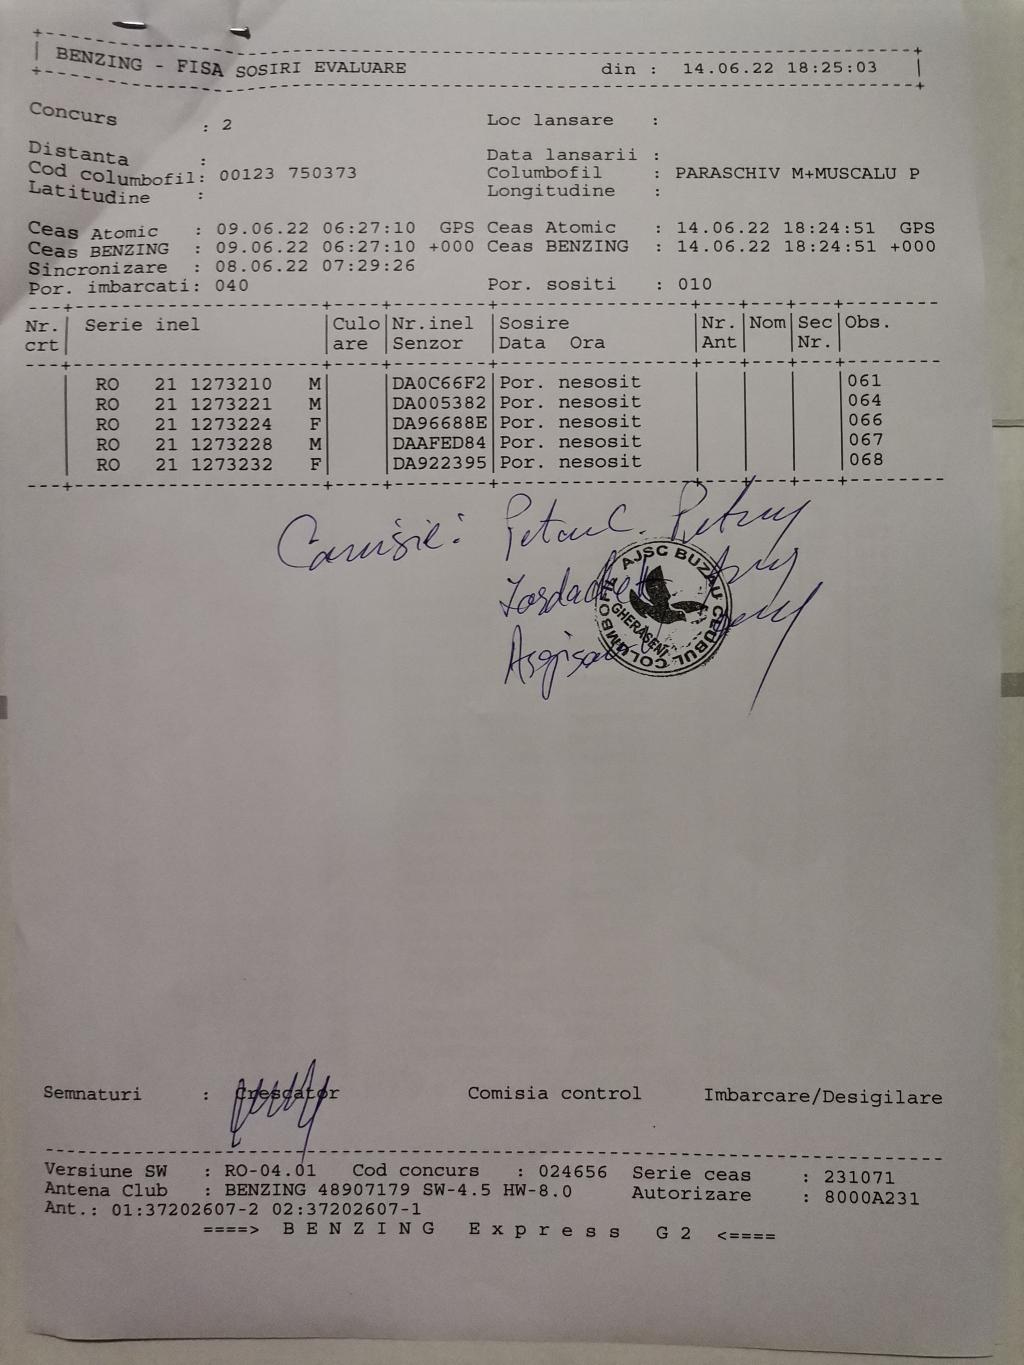 BENZING - FISA SOSIRI EVALUARE din : 14.06.22 18:25:03
Concurs : 2 Loc lansare :
Distanta : Data lansarii :
Cod columbofil: 00123 750373 Columbofil : PARASCHIV M+MUSCALU P
Latitudine : Longitudine :
Ceas Atomic : 09.06.22 06:27:10 GPS Ceas Atomic : 14.06.22 18:24:51 GPS
Ceas BENZING : 09.06.22 06:27:10 +000 Ceas BENZING : 14.06.22 18:24:51 +000
Sincronizare : 08.06.22 07:29:26
Por. imbarcati: 040 Por. sositi : 010
Nr. Serie inel Culo Nr.inel Sosire Nr. Nom Sec Obs.
crt are Senzor Data Ora Ant Nr.
RO 21 1273210 M DA0C66F2 Por. nesosit 061
RO 21 1273221 M DA005382 Por. nesosit 064
RO 21 1273224 F DA96688E Por. nesosit 066
RO 21 1273228 M DAAFED84 Por. nesosit 067
RO 21 1273232 F DA922395 Por. nesosit 068
Comisie:
AJSC BUZAU CLUBUL COLUMBOFIL
GHERASENI
Semnaturi : Crescator Comisia control Imbarcare/Desigilare
Versiune SW : RO-04.01 Cod concurs : 024656 Serie ceas : 231071
Antena Club : BENZING 48907179 SW-4.5 HW-8.0 Autorizare : 8000A231
Ant.: 01:37202607-2 02:37202607-1
====> B E N Z I N G E x p r e s s G 2 <====